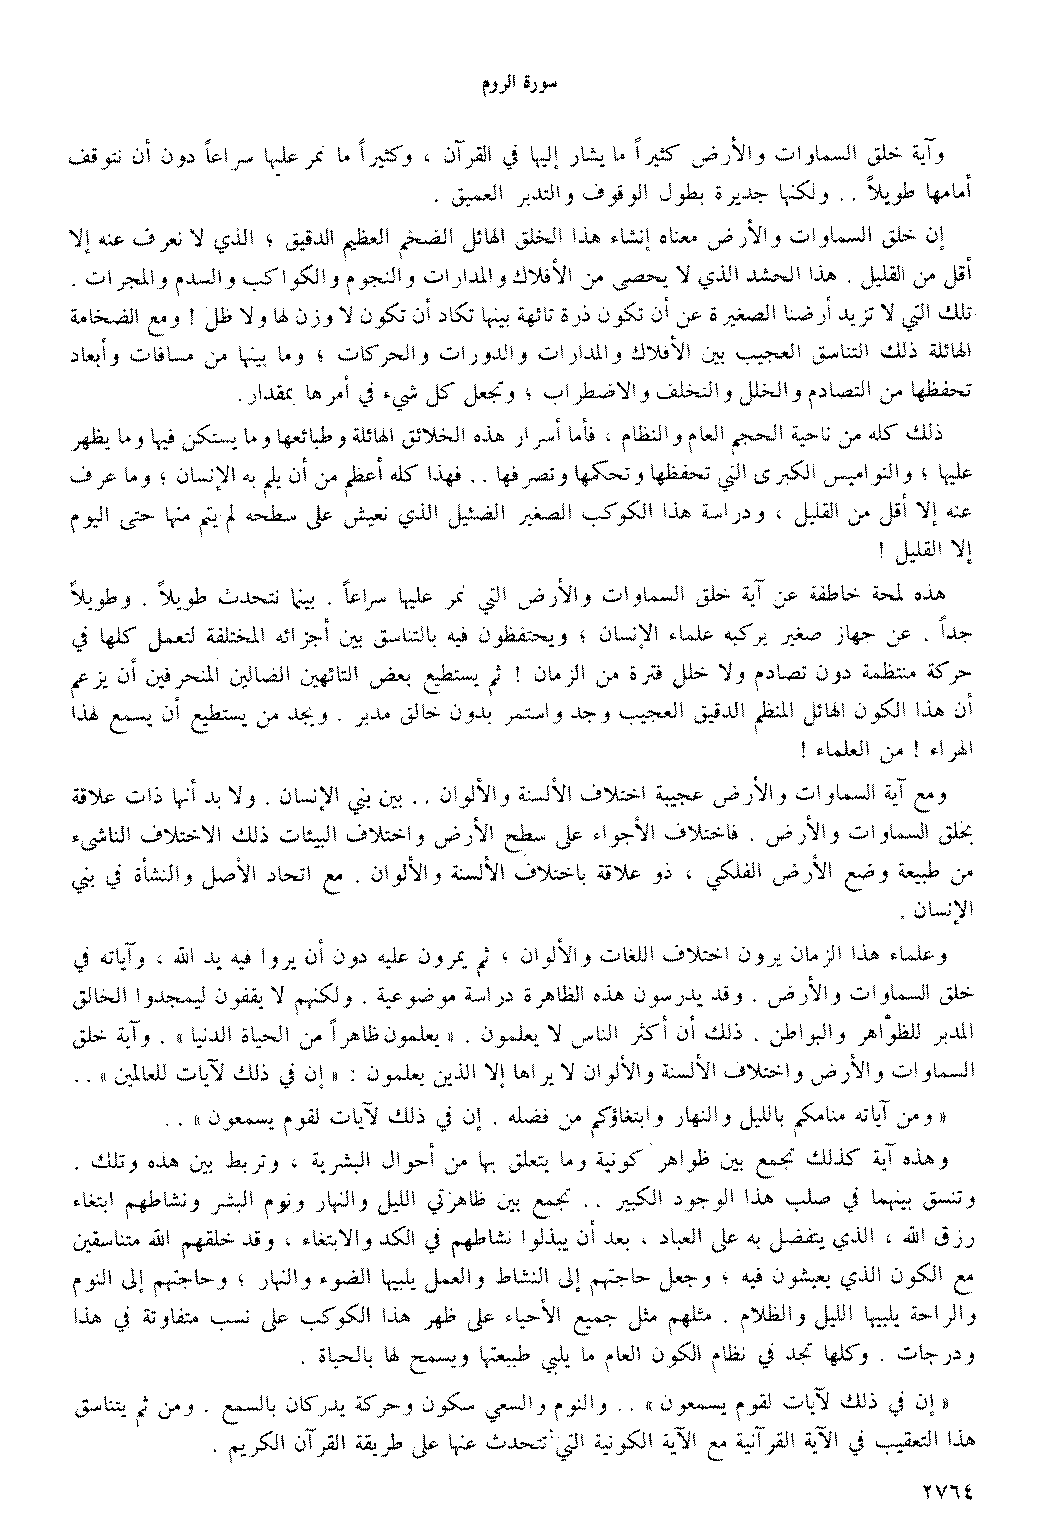 سورة الروم
وآية خلق السماوات والأرض كثيراً ما يشار إليها في القرآن ، وكثيراً ما نمر عليها سراعاً دون أن نتوقف
أمامها طويلاً .. ولكنها جديرة بطول الوقوف والتدبر العميق .
إن خلق السماوات والأرض معناه إنشاء هذا الخلق الهائل الضخم العظيم الدقيق ؛ الذي لا نعرف عنه إلا
أقل من القليل . هذا الحشد الذي لا يحصى من الأفلاك والمدارات والنجوم والكواكب والسدم والمجرات .
تلك التي لا تزيد أرضنا الصغيرة عن أن تكون ذرة تائهة بينها تكاد أن تكون لا وزن لها ولا ظل ! ومع الضخامة
الهائلة ذلك التناسق العجيب بين الأفلاك والمدارات والدورات والحركات ؛ وما بينها من مسافات وأبعاد
تحفظها من التصادم والخلل والتخلف والاضطراب ؛ وتجعل كل شيء في أمرها بمقدار.
ذلك كله من ناحية الحجم العام والنظام ، فأما أسرار هذه الخلائق الهائلة وطبائعها وما يستكن فيها وما يظهر
عليها ؛ والنواميس الكبرى التي تحفظها وتحكمها وتصرفها .. فهذا كله أعظم من أن يلم به الإنسان ؛ وما عرف
عنه إلا أقل من القليل ، ودراسة هذا الكوكب الصغير الضئيل الذي نعيش على سطحه لم يتم منها حتى اليوم
إلا القليل !
هذه لمحة خاطفة عن آية خلق السماوات والأرض التي نمر عليها سراعاً . بينما نتحدث طويلاً . وطويلاً
جداً . عن جهاز صغير يركبه علماء الإنسان ؛ ويحتفظون فيه بالتناسق بين أجزائه المختلفة لتعمل كلها في
حركة منتظمة دون تصادم ولا خلل فترة من الزمان ! ثم يستطيع بعض التائهين الضالين المنحرفين أن يزعم
أن هذا الكون الهائل المنظم الدقيق العجيب وجد واستمر بدون خالق مدبر . ويجد من يستطيع أن يسمع لهذا
الهراء ! من العلماء !
ومع آية السماوات والأرض عجيبة اختلاف الألسنة والألوان .. بين بني الإنسان . ولا بد أنها ذات علاقة
بخلق السماوات والأرض . فاختلاف الأجواء على سطح الأرض واختلاف البيئات ذلك الاختلاف الناشىء
من طبيعة وضع الأرض الفلكي ، ذو علاقة باختلاف الألسنة والألوان . مع اتحاد الأصل والنشأة في بني
الإنسان .
وعلماء هذا الزمان يرون اختلاف اللغات والألوان ؛ ثم يمرون عليه دون أن يروا فيه يد الله ، وآياته في
خلق السماوات والأرض . وقد يدرسون هذه الظاهرة دراسة موضوعية . ولكنهم لا يقفون ليمجدوا الخالق
المدبر للظواهر والبواطن . ذلك أن أكثر الناس لا يعلمون . « يعلمون ظاهراً من الحياة الدنيا » . وآية خلق
السماوات والأرض واختلاف الألسنة والألوان لا يراها إلا الذين يعلمون : « إن في ذلك لآيات للعالمين » ..
« ومن آياته منامكم بالليل والنهار وابتغاؤكم من فضله . إن في ذلك لآيات لقوم يسمعون » ..
وهذه آية كذلك تجمع بين ظواهر كونية وما يتعلق بها من أحوال البشرية ، وتربط بين هذه وتلك .
وتنسق بينهما في صلب هذا الوجود الكبير .. تجمع بين ظاهرتي الليل والنهار ونوم البشر ونشاطهم ابتغاء
رزق الله ، الذي يتفضل به على العباد ، بعد أن يبذلوا نشاطهم في الكد والابتغاء ، وقد خلقهم الله متناسقين
مع الكون الذي يعيشون فيه ؛ وجعل حاجتهم إلى النشاط والعمل يلبيها الضوء والنهار ؛ وحاجتهم إلى النوم
والراحة يلبيها الليل والظلام . مثلهم مثل جميع الأحياء على ظهر هذا الكوكب على نسب متفاوتة في هذا
ودرجات . وكلها تجد في نظام الكون العام ما يلبي طبيعتها ويسمح لها بالحياة .
« إن في ذلك لآيات لقوم يسمعون » .. والنوم والسعي سكون وحركة يدركان بالسمع . ومن ثم يتناسق
هذا التعقيب في الآية القرآنية مع الآية الكونية التي تتحدث عنها على طريقة القرآن الكريم .
٢٧٦٤